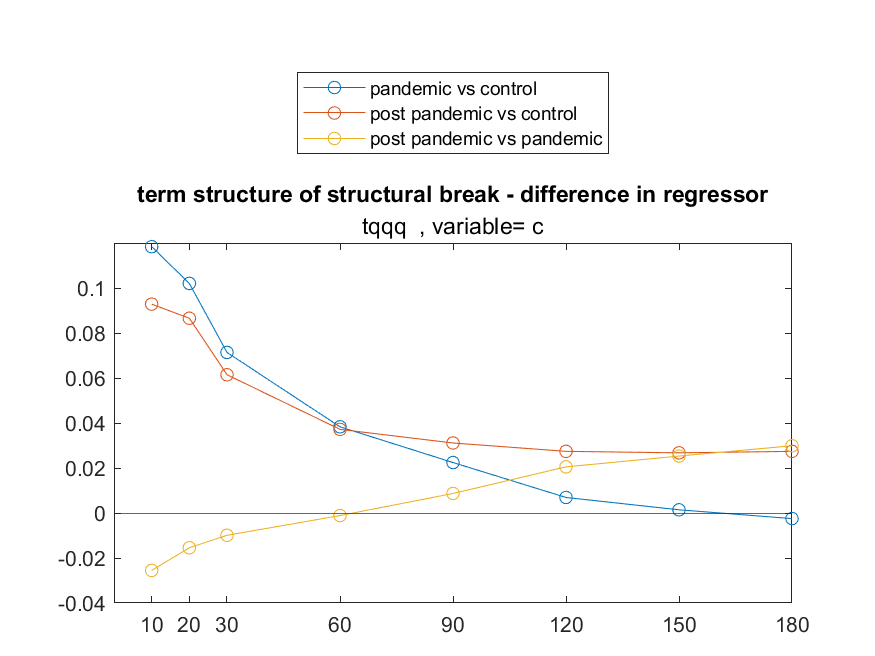 pandemic vs control
post pandemic vs control
post pandemic vs pandemic
term structure of structural break - difference in regressor
tqqq  , variable= c
0.1
0.08
0.06
0.04
0.02
0
-0.02
-0.04
10 20 30 60 90 120 150 180